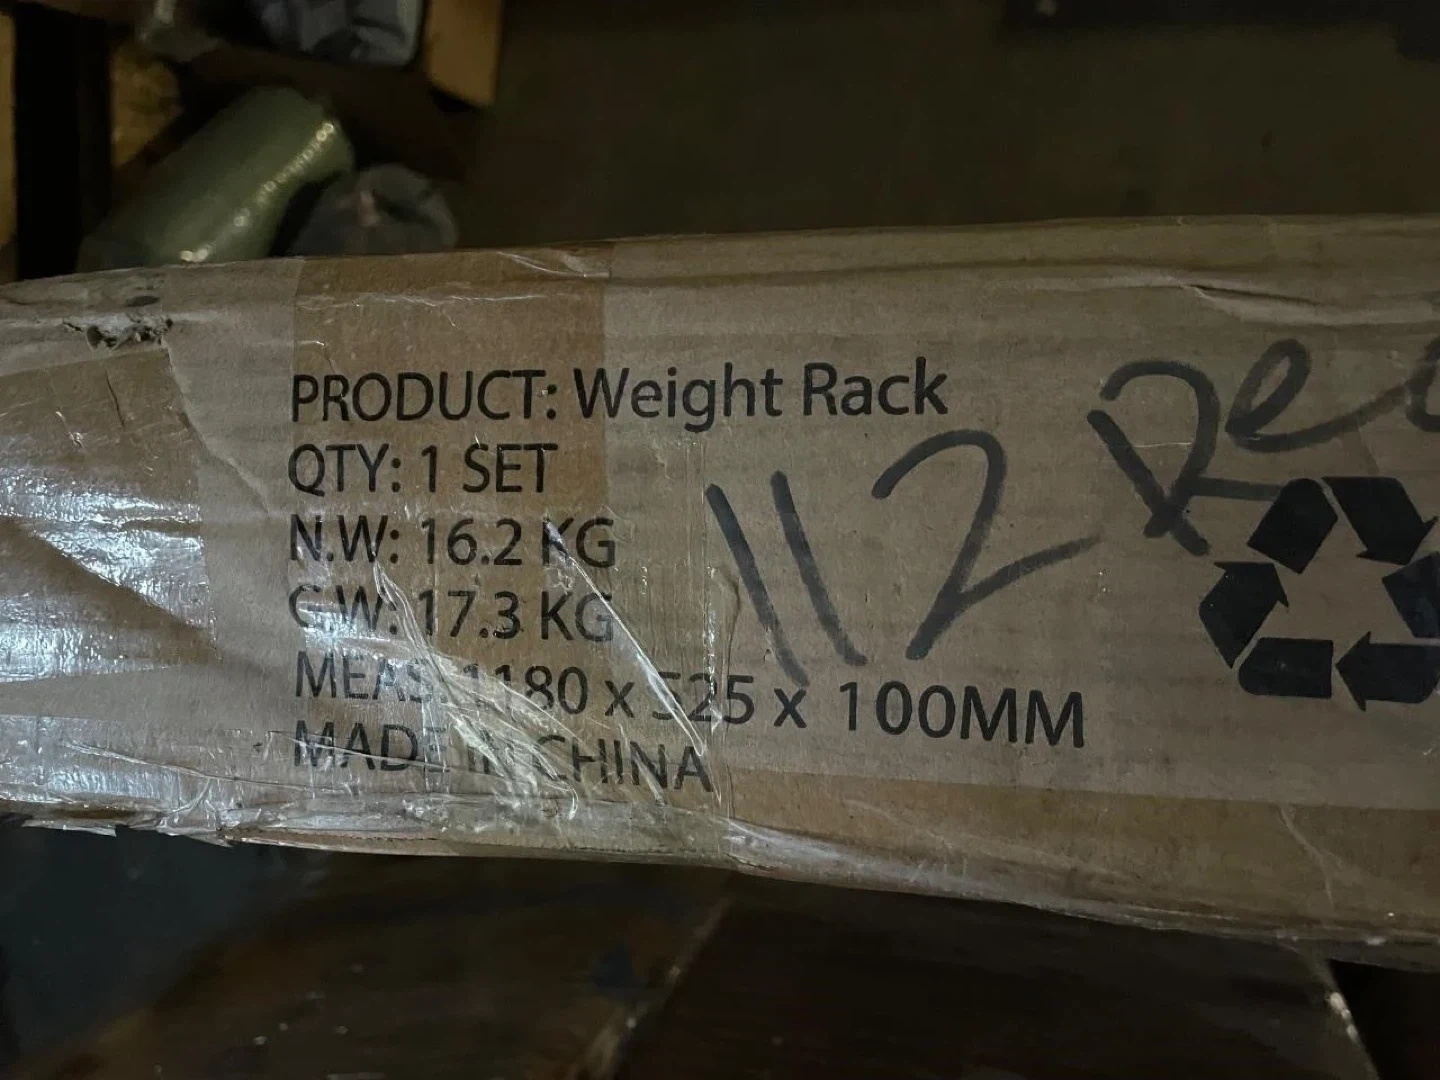 PRODUCT: Weight Rack
QTY: 1 SET
N.W: 16.2 KG
G.W: 17.3 KG
MEAS: 1180 x 525 x 100MM
MADE IN CHINA
112